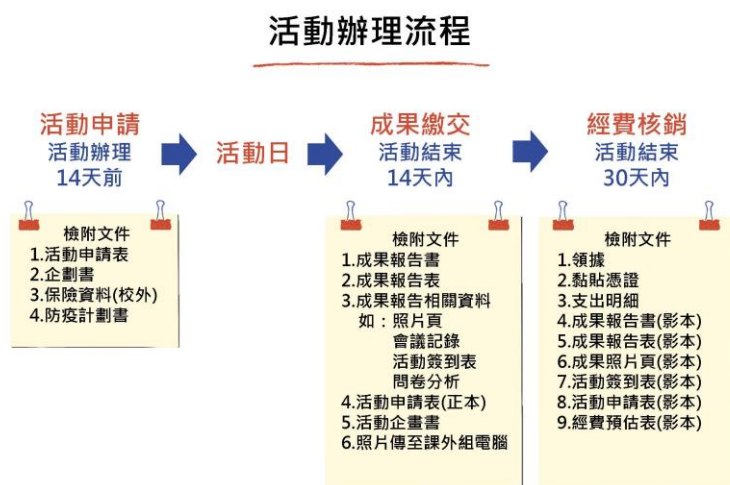 活動辦理流程
活動申請
活動辦理
14天前
檢附文件
1.活動申請表
2.企劃書
3.保險資料(校外)
4.防疫計劃書
活動日
成果繳交
活動結束
14天內
檢附文件
1.成果報告書
2.成果報告表
3.成果報告相關資料
如：照片頁
會議記錄
活動簽到表
問卷分析
4.活動申請表(正本)
5.活動企畫書
6.照片傳至課外組電腦
經費核銷
活動結束
30天內
檢附文件
1.領據
2.黏貼憑證
3.支出明細
4.成果報告書(影本)
5.成果報告表(影本)
6.成果照片頁(影本)
7.活動簽到表(影本)
8.活動申請表(影本)
9.經費預估表(影本)